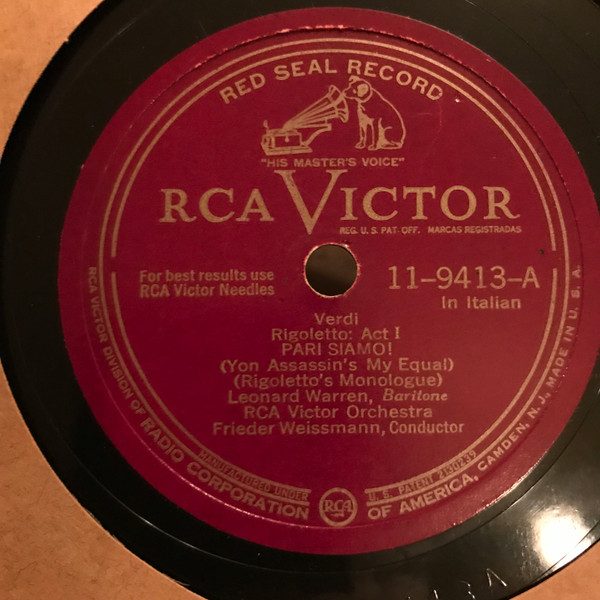 RED SEAL RECORD
"HIS MASTER'S VOICE"
RCA VICTOR
REG. U. S. PAT. OFF. MARCAS REGISTRADAS
For best results use
RCA Victor Needles
11-9413-A
In Italian
Verdi
Rigoletto: Act I
PARI SIAMO!
(Yon Assassin's My Equal)
(Rigoletto's Monologue)
Leonard Warren, Baritone
RCA Victor Orchestra
Frieder Weissmann, Conductor
MANUFACTURED UNDER
U. S. PATENT 2130239
RCA VICTOR DIVISION OF RADIO CORPORATION OF AMERICA, CAMDEN, N. J., MADE IN U. S. A.
RCA